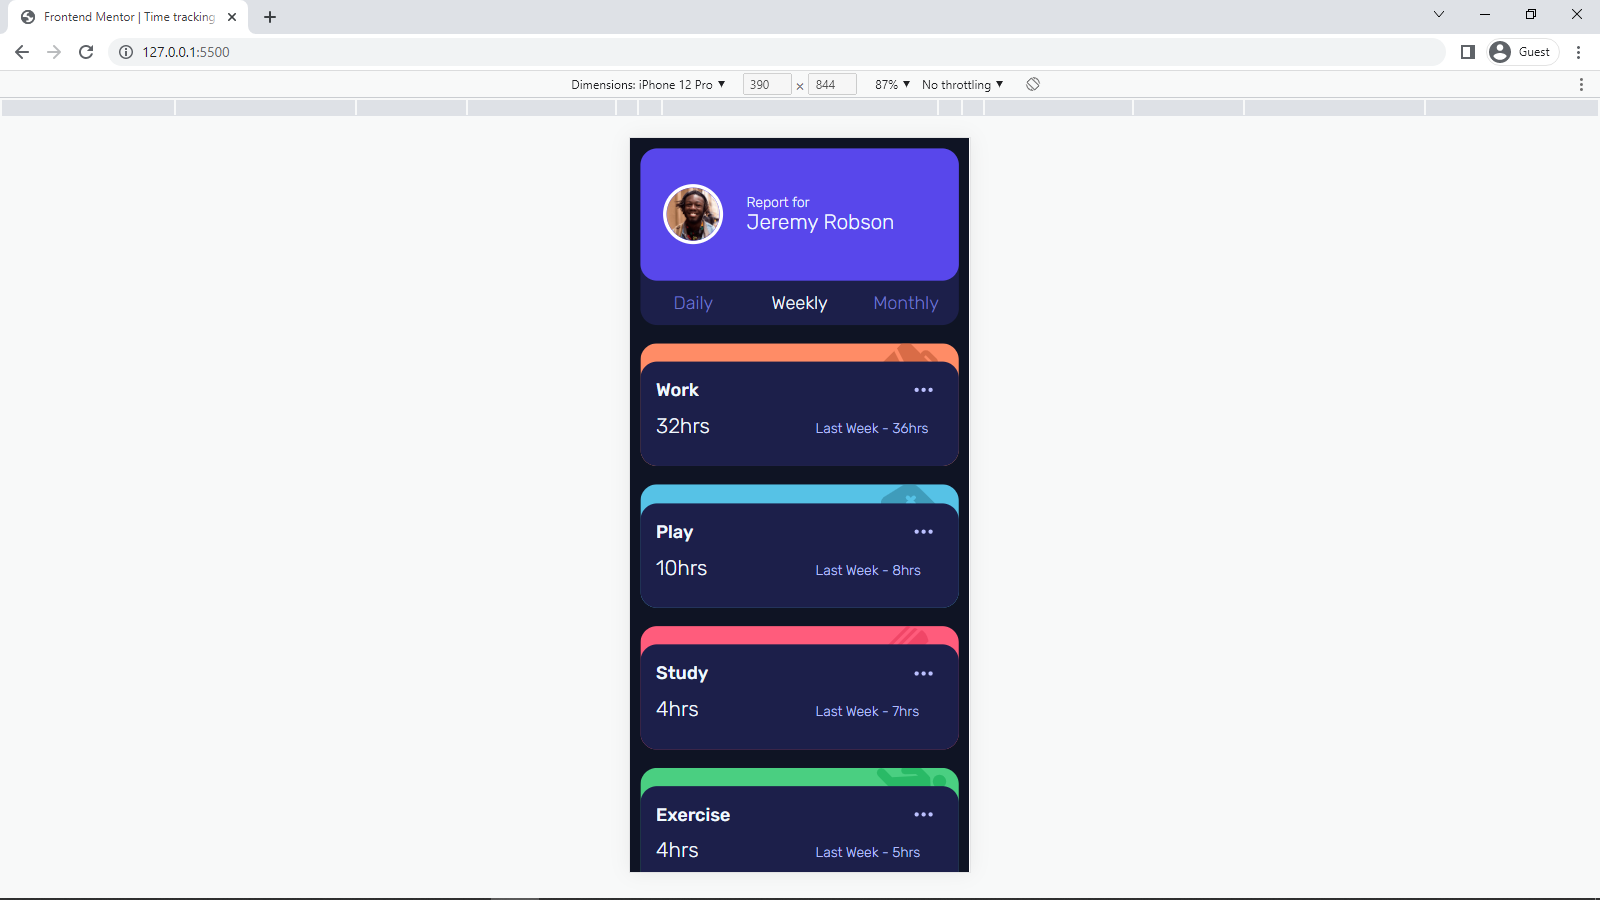 Frontend Mentor | Time tracking
127.0.0.1:5500
Guest
Dimensions: iPhone 12 Pro ▼ 390 × 844 87% ▼ No throttling ▼
Report for
Jeremy Robson
Daily Weekly Monthly
Work
32hrs Last Week - 36hrs
Play
10hrs Last Week - 8hrs
Study
4hrs Last Week - 7hrs
Exercise
4hrs Last Week - 5hrs